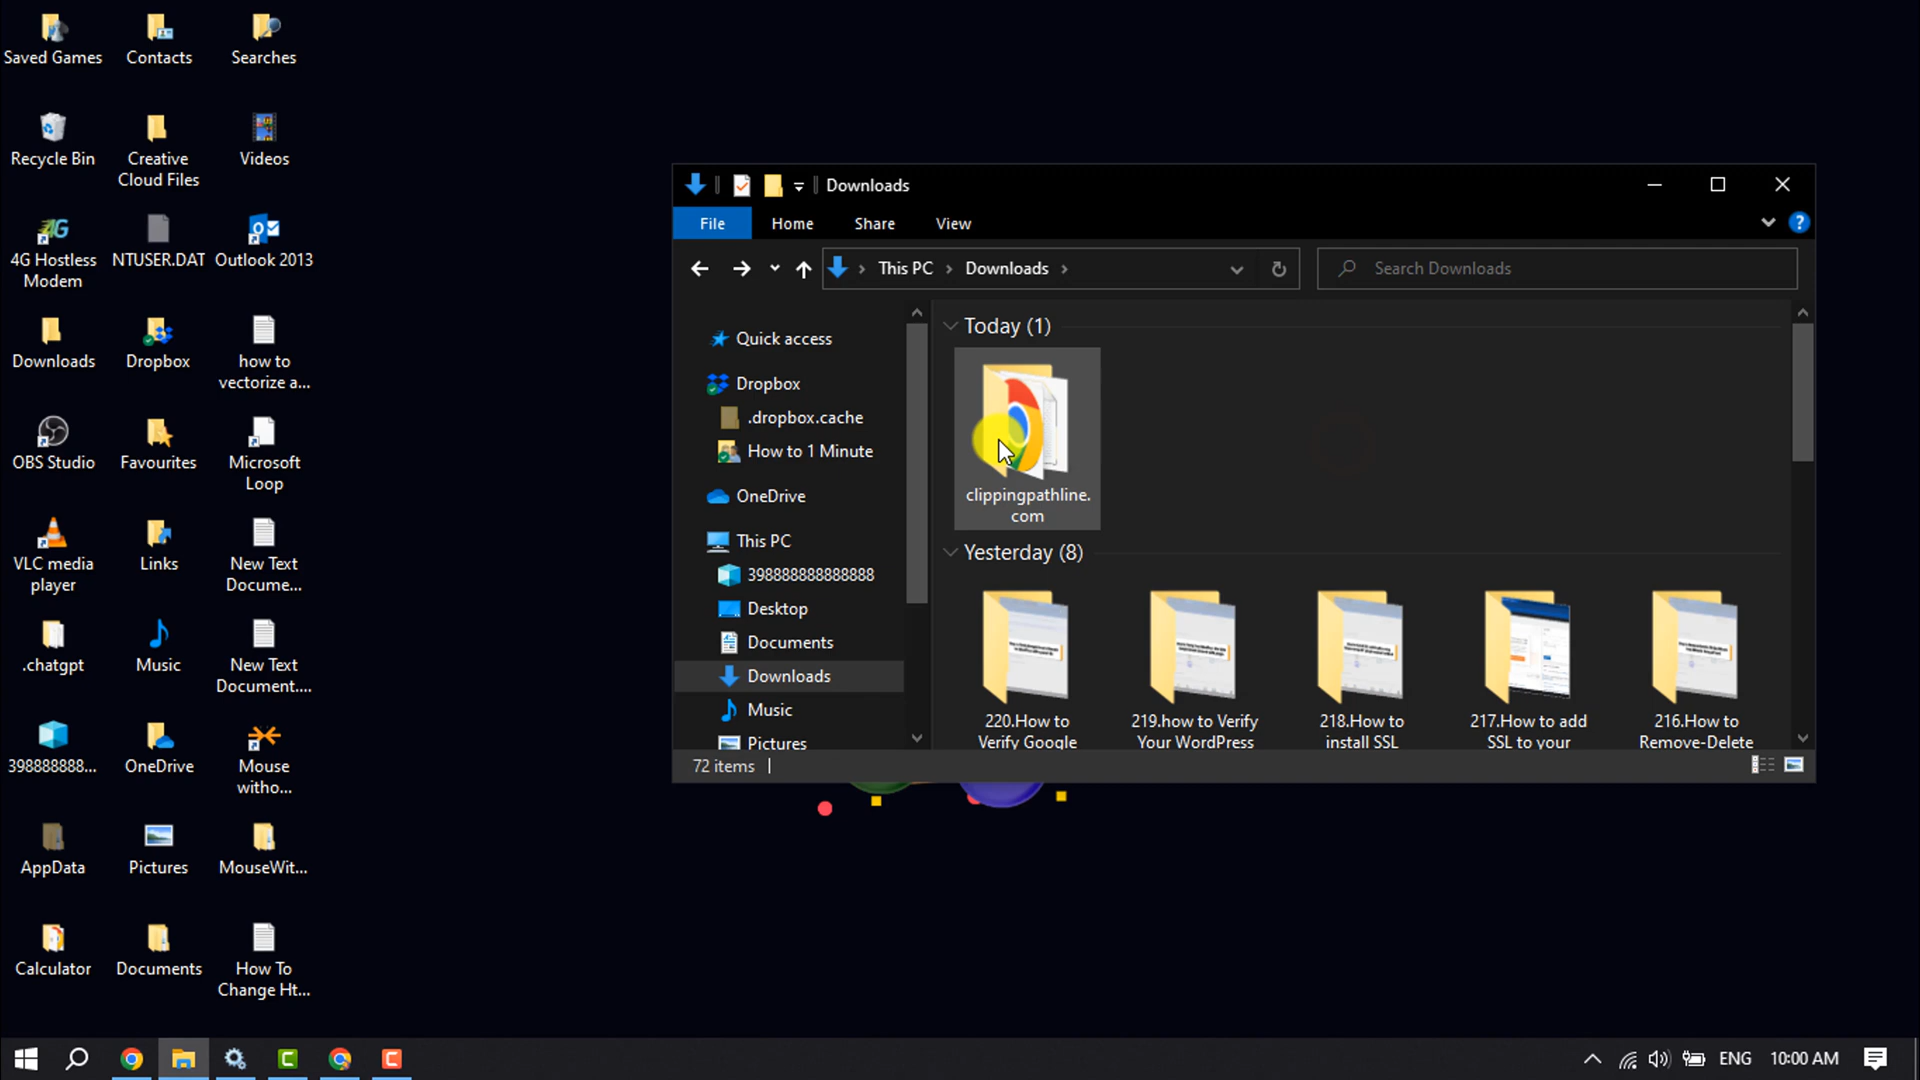 Saved Games
Contacts
Searches
Recycle Bin
Creative
Cloud Files
Videos
4G Hostless
Modem
NTUSER.DAT
Outlook 2013
Downloads
Dropbox
how to
vectorize a...
OBS Studio
Favourites
Microsoft
Loop
VLC media
player
Links
New Text
Docume...
.chatgpt
Music
New Text
Document....
398888888...
OneDrive
Mouse
witho...
AppData
Pictures
MouseWit...
Calculator
Documents
How To
Change Ht...
Downloads
File
Home
Share
View
This PC
Downloads
Search Downloads
Quick access
Dropbox
.dropbox.cache
How to 1 Minute
OneDrive
This PC
398888888888888
Desktop
Documents
Downloads
Music
Pictures
Today (1)
clippingpathline.
com
Yesterday (8)
220.How to
Verify Google
219.how to Verify
Your WordPress
218.How to
install SSL
217.How to add
SSL to your
216.How to
Remove-Delete
72 items
ENG
10:00 AM